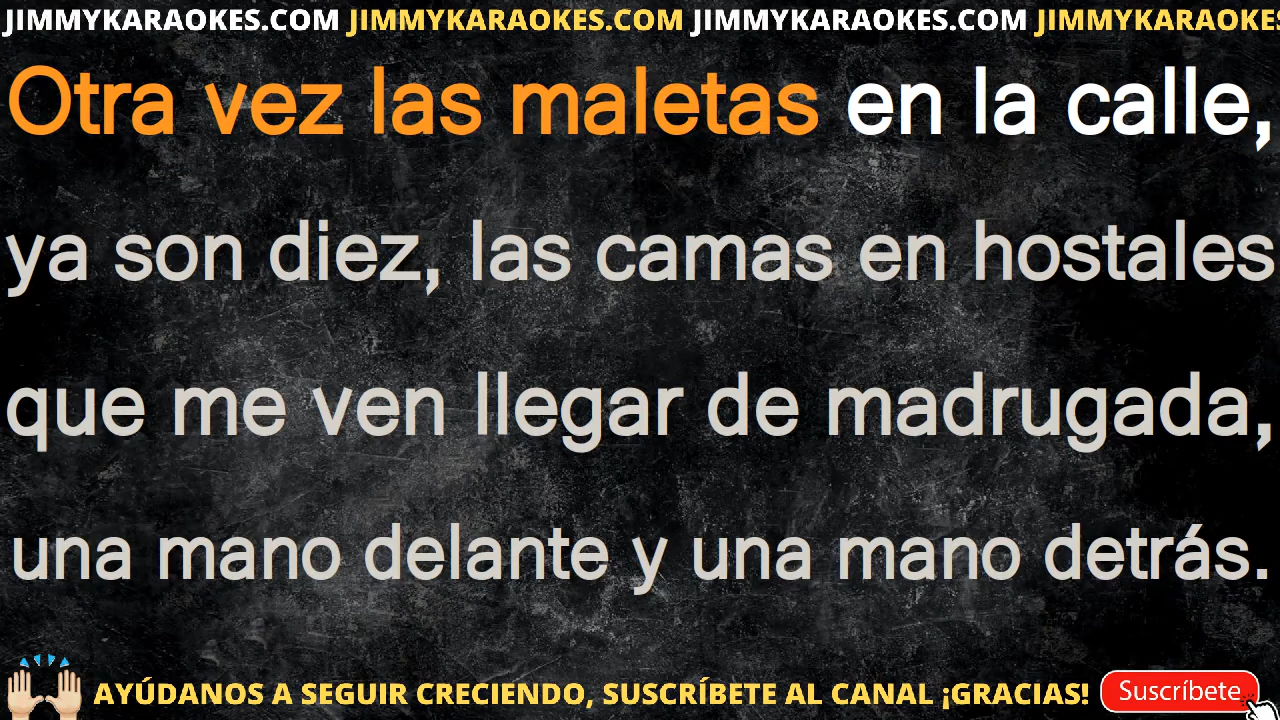 JIMMYKARAOKES.COM JIMMYKARAOKES.COM JIMMYKARAOKES.COM JIMMYKARAOKES
Otra vez las maletas en la calle,
ya son diez, las camas en hostales
que me ven llegar de madrugada,
una mano delante y una mano detrás.
AYÚDANOS A SEGUIR CRECIENDO, SUSCRÍBETE AL CANAL ¡GRACIAS! Suscríbete